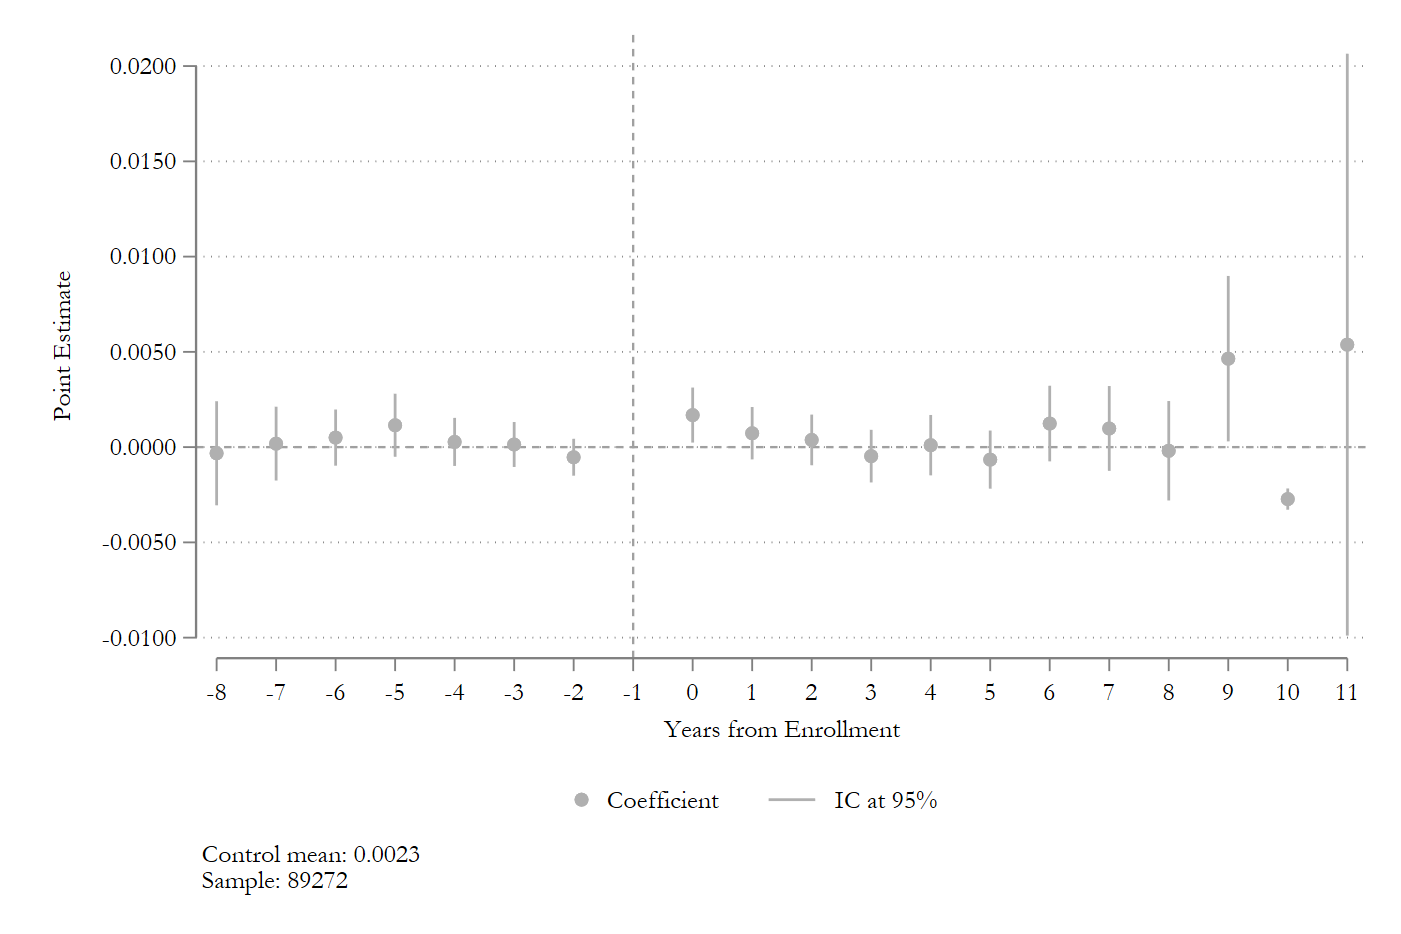 0.0200
0.0150
0.0100
0.0050
0.0000
-0.0050
-0.0100
Point Estimate
-8 -7 -6 -5 -4 -3 -2 -1 0 1 2 3 4 5 6 7 8 9 10 11
Years from Enrollment
Coefficient IC at 95%
Control mean: 0.0023
Sample: 89272